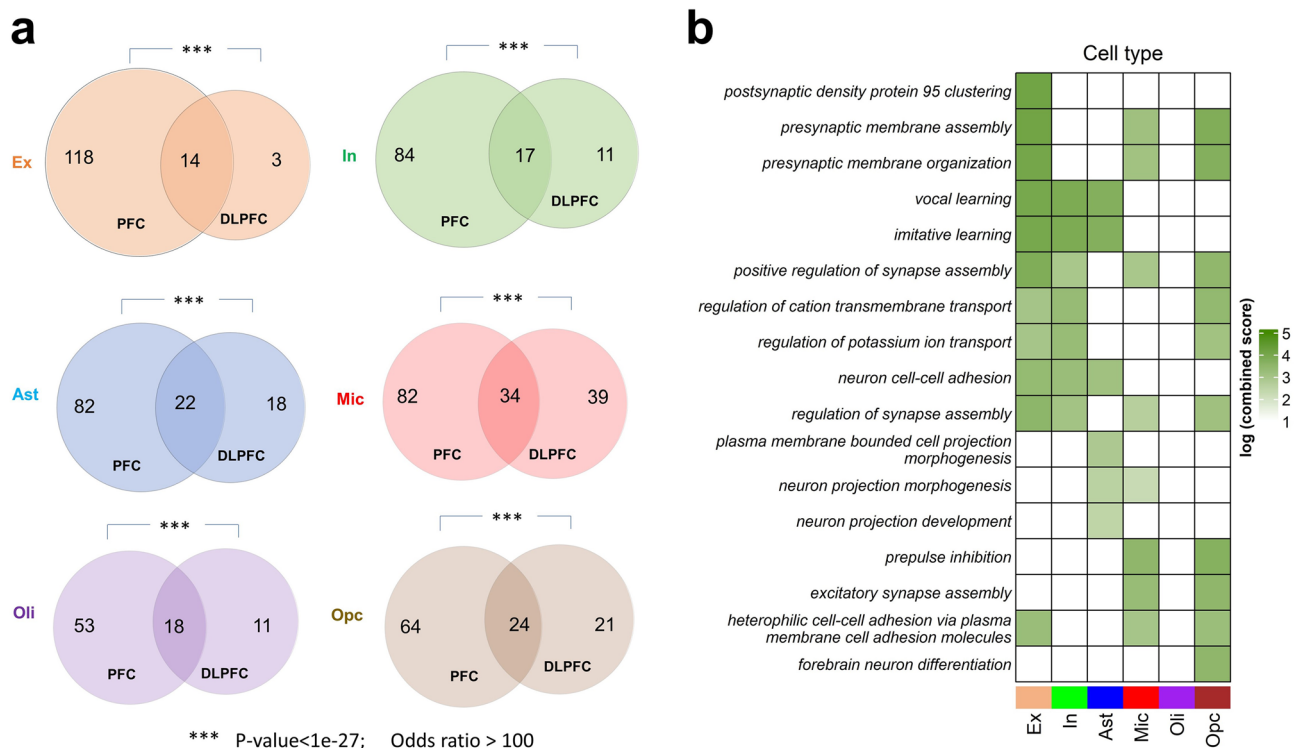 a
***
Ex
118
14
3
PFC
DLPFC
***
In
84
17
11
PFC
DLPFC
***
Ast
82
22
18
PFC
DLPFC
***
Mic
82
34
39
PFC
DLPFC
***
Oli
53
18
11
PFC
DLPFC
***
Opc
64
24
21
PFC
DLPFC
*** P-value<1e-27; Odds ratio > 100
b
Cell type
postsynaptic density protein 95 clustering
presynaptic membrane assembly
presynaptic membrane organization
vocal learning
imitative learning
positive regulation of synapse assembly
regulation of cation transmembrane transport
regulation of potassium ion transport
neuron cell-cell adhesion
regulation of synapse assembly
plasma membrane bounded cell projection
morphogenesis
neuron projection morphogenesis
neuron projection development
prepulse inhibition
excitatory synapse assembly
heterophilic cell-cell adhesion via plasma
membrane cell adhesion molecules
forebrain neuron differentiation
Ex
In
Ast
Mic
Oli
Opc
log (combined score)
5
4
3
2
1